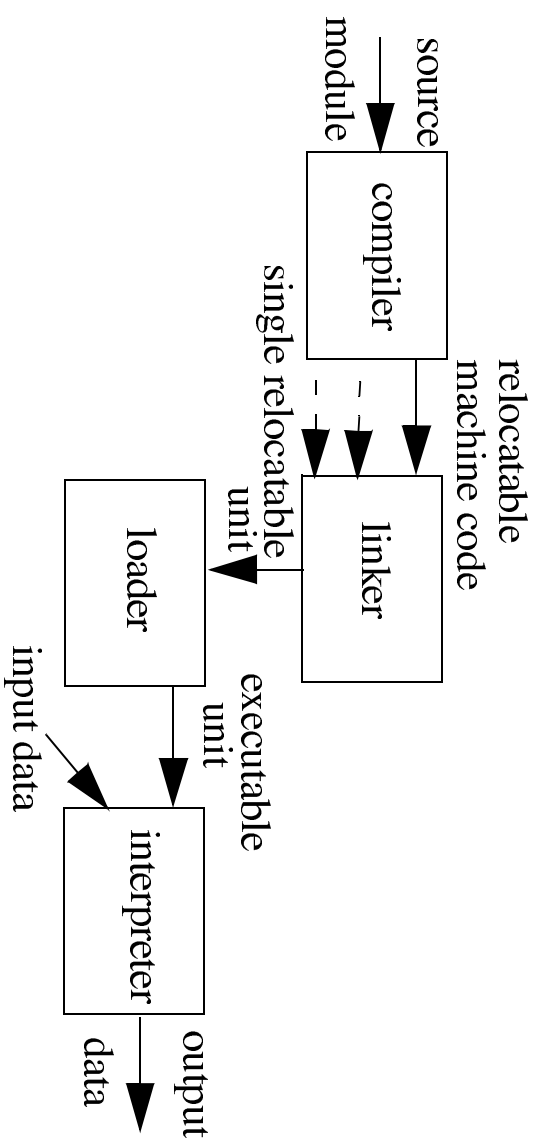 source
module
compiler
relocatable
machine code
single relocatable
unit
linker
loader
executable
unit
input data
interpreter
output
data